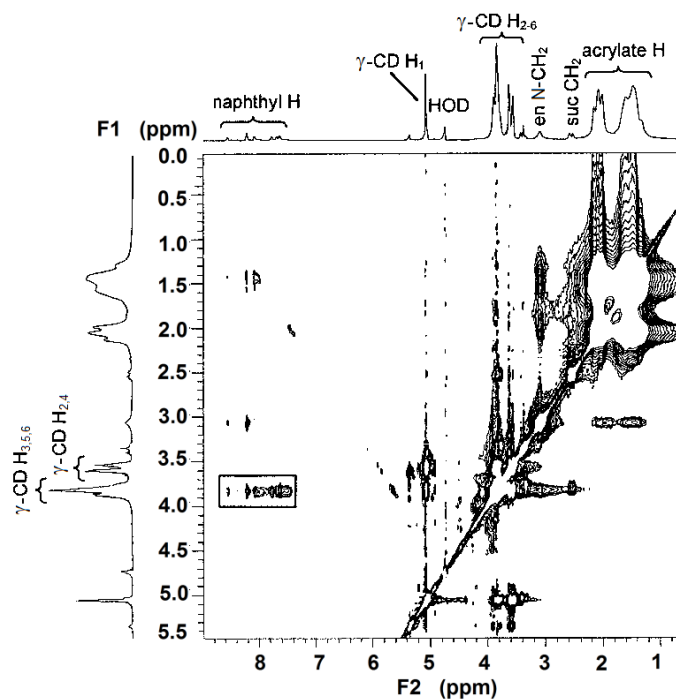 γ-CD H2-6
γ-CD H1
en N-CH2
suc CH2
acrylate H
naphthyl H
HOD
F1 (ppm)
0.0
0.5
1.0
1.5
2.0
2.5
3.0
3.5
4.0
4.5
5.0
5.5
γ-CD H3,5,6
γ-CD H2,4
8 7 6 5 4 3 2 1
F2 (ppm)